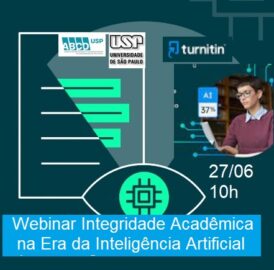 ABCD USP
USP
UNIVERSIDADE
DE SÃO PAULO
turnitin
AI
37%
27/06
10h
Webinar Integridade Acadêmica
na Era da Inteligência Artificial